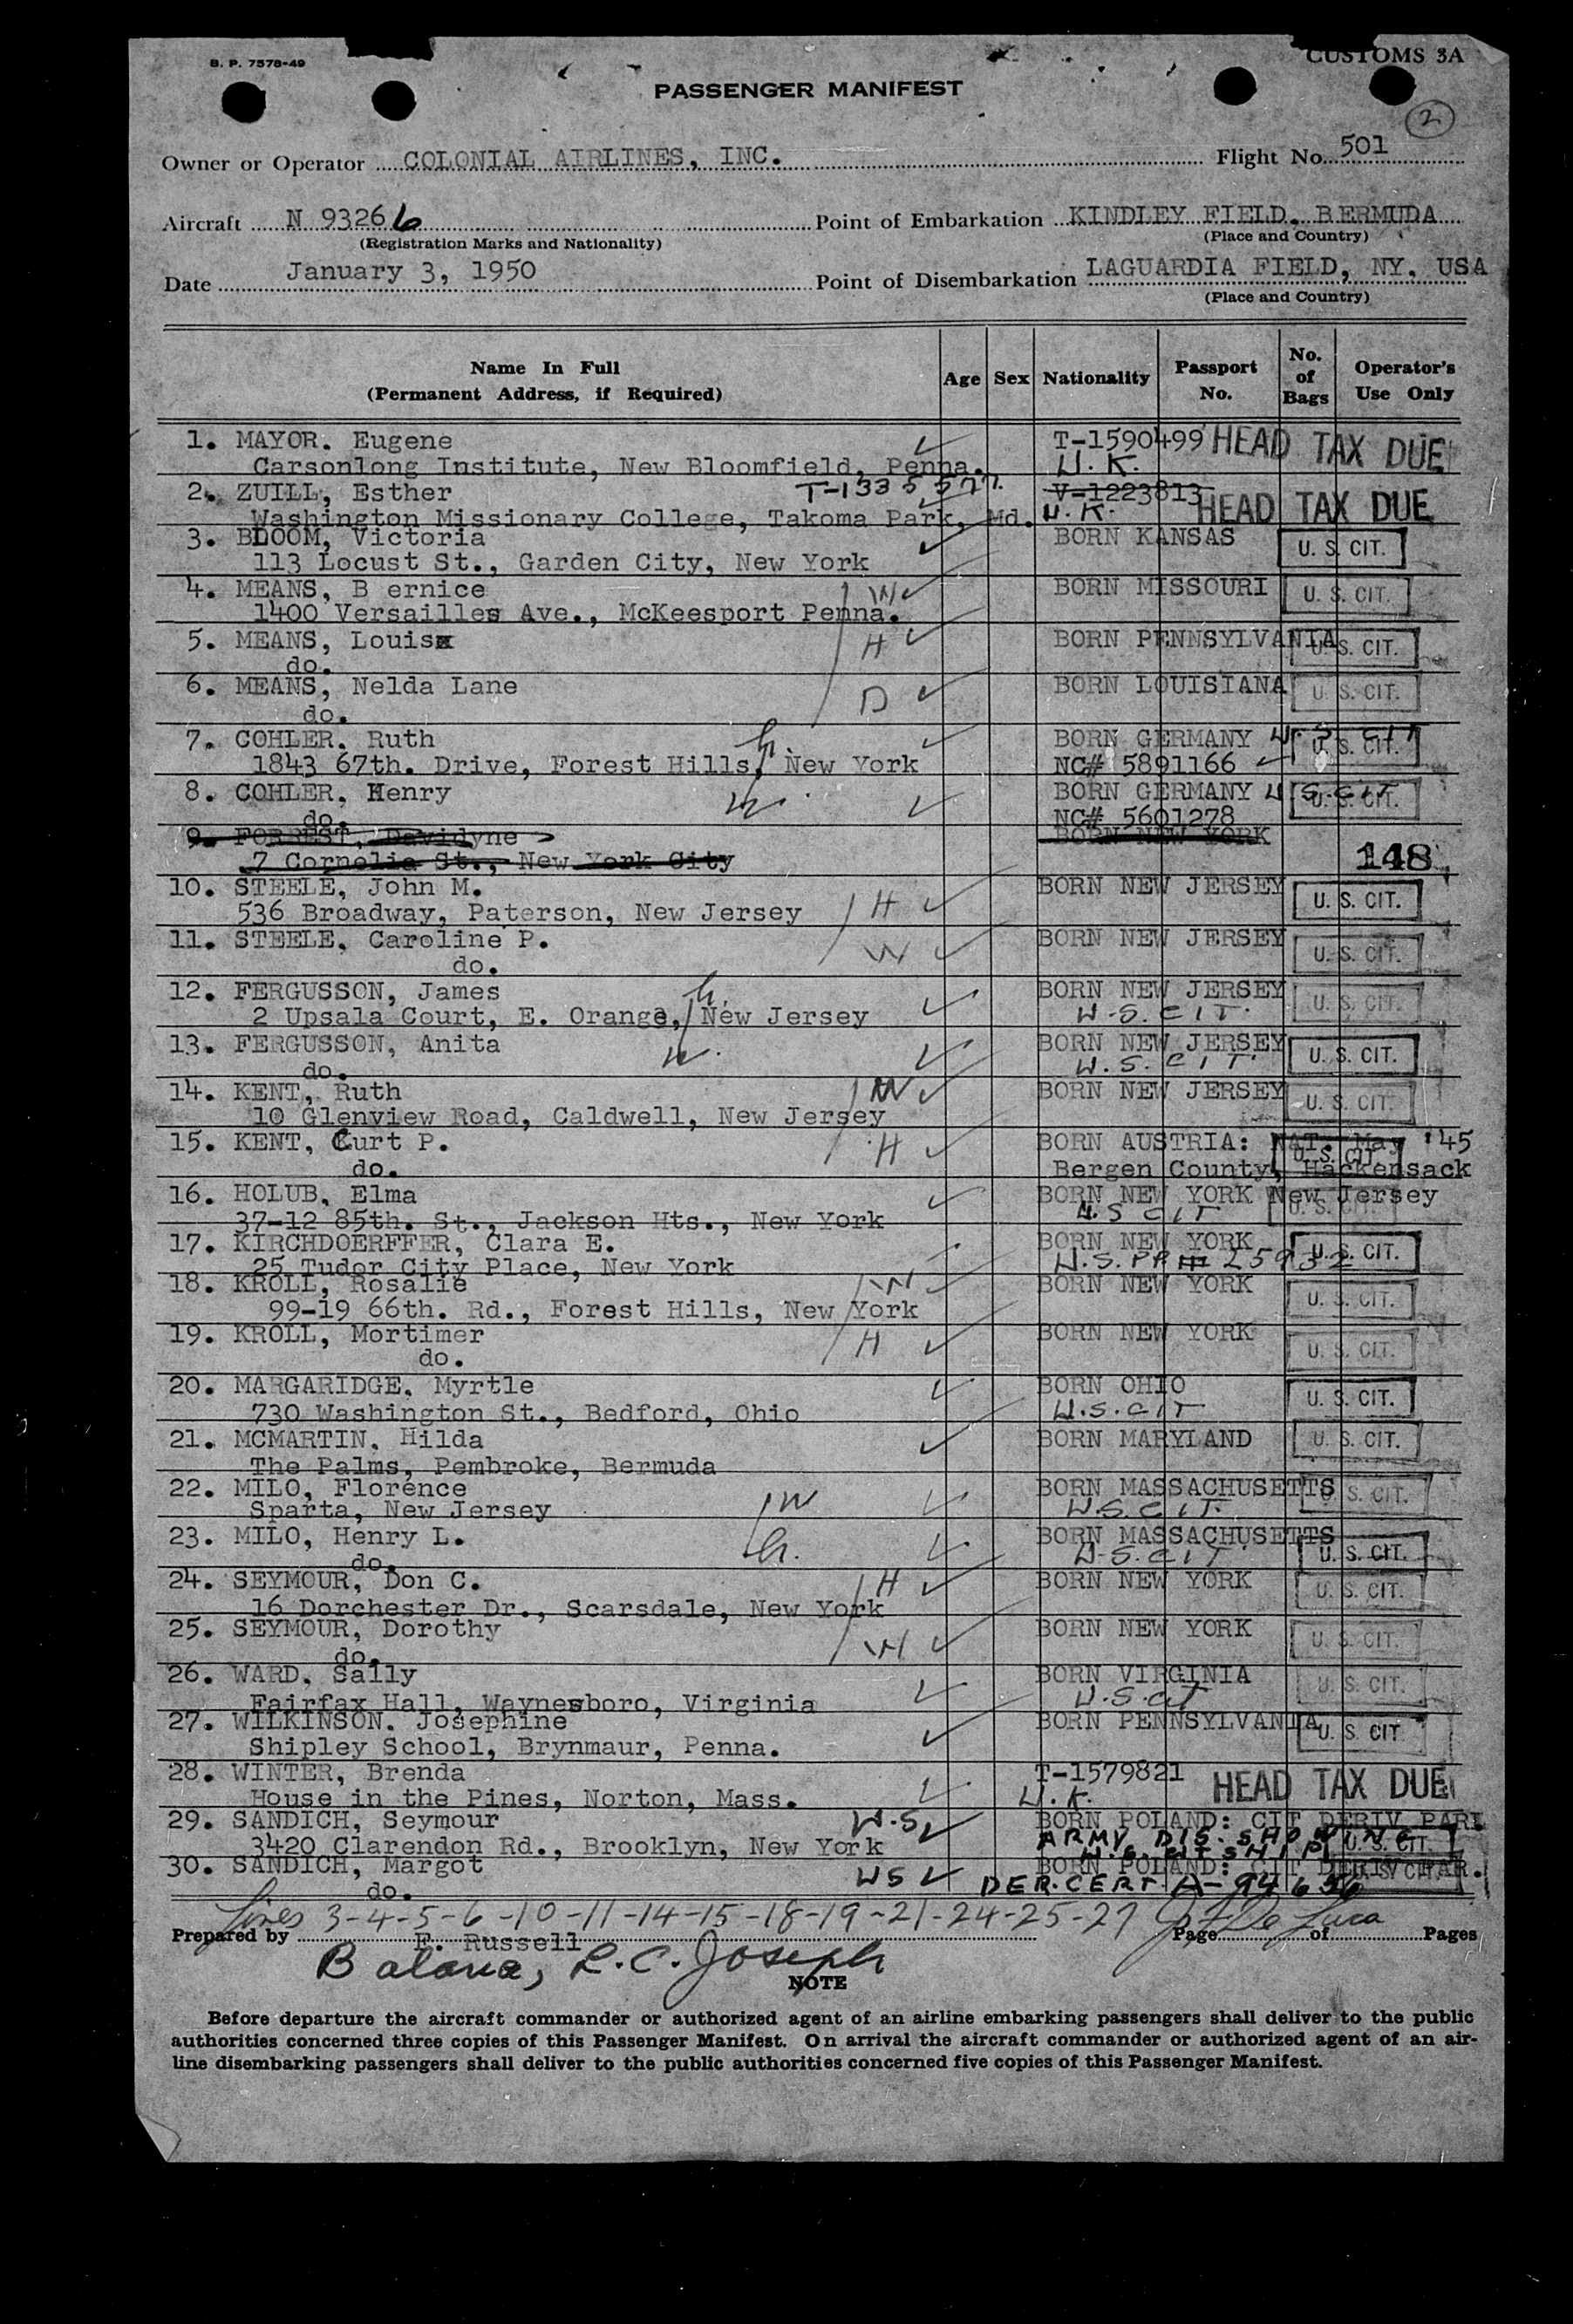 B. P. 7578-49
CUSTOMS 3A
PASSENGER MANIFEST
2
Owner or Operator COLONIAL AIRLINES, INC. Flight No. 501
Aircraft N 93266 Point of Embarkation KINDLEY FIELD, BERMUDA
(Registration Marks and Nationality) (Place and Country)
Date January 3, 1950 Point of Disembarkation LAGUARDIA FIELD, NY, USA
(Place and Country)
Name In Full (Permanent Address, if Required) Age Sex Nationality Passport No. No. of Bags Operator's Use Only
1. MAYOR. Eugene T-1590499 HEAD TAX DUE
Carsonlong Institute, New Bloomfield, Penna. U.K.
2. ZUILL, Esther T-1335577. V-1223813 HEAD TAX DUE
Washington Missionary College, Takoma Park, Md. U.K.
3. BLOOM, Victoria BORN KANSAS U. S. CIT.
113 Locust St., Garden City, New York
4. MEANS, B ernice W BORN MISSOURI U. S. CIT.
1400 Versailles Ave., McKeesport Penna.
5. MEANS, Louis H BORN PENNSYLVANIA U. S. CIT.
do.
6. MEANS, Nelda Lane D BORN LOUISIANA U. S. CIT.
do.
7. COHLER, Ruth h. BORN GERMANY U.S. CIT U. S. CIT.
1843 67th. Drive, Forest Hills, New York NC# 5891166
8. COHLER, Henry W. BORN GERMANY U.S.CIT U. S. CIT.
do. NC# 5601278
9. FORREST, Davidyne BORN NEW YORK
7 Cornelia St., New York City 148
10. STEELE, John M. H BORN NEW JERSEY U. S. CIT.
536 Broadway, Paterson, New Jersey
11. STEELE, Caroline P. W BORN NEW JERSEY U. S. CIT.
do.
12. FERGUSSON, James h. BORN NEW JERSEY U. S. CIT.
2 Upsala Court, E. Orange, New Jersey U.S. CIT.
13. FERGUSSON, Anita W. BORN NEW JERSEY U. S. CIT.
do. U.S. CIT
14. KENT, Ruth W BORN NEW JERSEY U. S. CIT.
10 Glenview Road, Caldwell, New Jersey
15. KENT, Curt P. H BORN AUSTRIA: NAT. May '45 U. S. CIT.
do. Bergen County, Hackensack
16. HOLUB, Elma BORN NEW YORK New Jersey
37-12 85th. St., Jackson Hts., New York U.S CIT U. S. CIT.
17. KIRCHDOERFFER, Clara E. BORN NEW YORK U. S. CIT.
25 Tudor City Place, New York U.S. PP # 25932
18. KROLL, Rosalie W BORN NEW YORK U. S. CIT.
99-19 66th. Rd., Forest Hills, New York
19. KROLL, Mortimer H BORN NEW YORK U. S. CIT.
do.
20. MARGARIDGE, Myrtle BORN OHIO U. S. CIT.
730 Washington St., Bedford, Ohio U.S.CIT
21. MCMARTIN. Hilda BORN MARYLAND U. S. CIT.
The Palms, Pembroke, Bermuda
22. MILO, Florence W BORN MASSACHUSETTS U. S. CIT.
Sparta, New Jersey U.S. CIT.
23. MILO, Henry L. h. BORN MASSACHUSETTS U. S. CIT.
do. U.S.CIT
24. SEYMOUR, Don C. H BORN NEW YORK U. S. CIT.
16 Dorchester Dr., Scarsdale, New York
25. SEYMOUR, Dorothy W BORN NEW YORK U. S. CIT.
do.
26. WARD, Sally BORN VIRGINIA U. S. CIT.
Fairfax Hall, Waynesboro, Virginia U.S.Cit
27. WILKINSON. Josephine BORN PENNSYLVANIA U. S. CIT
Shipley School, Brynmaur, Penna.
28. WINTER, Brenda T-1579821 HEAD TAX DUE
House in the Pines, Norton, Mass. U.K.
29. SANDICH, Seymour U.S. BORN POLAND: CIT DERIV PAR.
3420 Clarendon Rd., Brooklyn, New York ARMY DIS. SHOWING U.S. CITSHIP U. S. CIT.
30. SANDICH, Margot US BORN POLAND: CIT DERIV PAR. U. S. CIT.
do. DER.CERT A-94636
Lines 3-4-5-6-10-11-14-15-18-19-21-24-25-27 De Luca
Prepared by F. Russell Page of Pages
R.C. Joseph
NOTE
Before departure the aircraft commander or authorized agent of an airline embarking passengers shall deliver to the public
authorities concerned three copies of this Passenger Manifest. On arrival the aircraft commander or authorized agent of an air-
line disembarking passengers shall deliver to the public authorities concerned five copies of this Passenger Manifest.